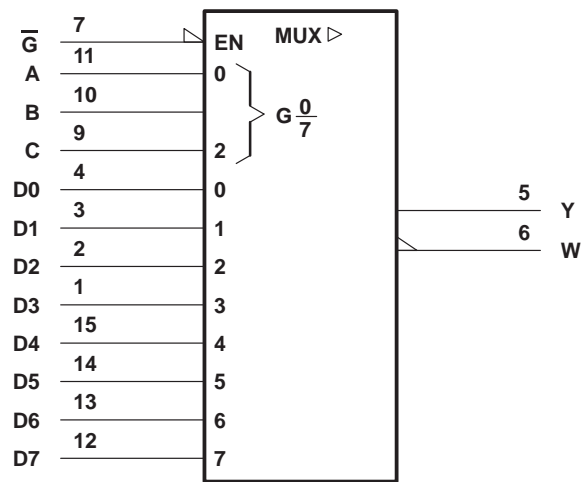 G 7 EN MUX
A 11 0
B 10 G 0/7
C 9 2
D0 4 0
D1 3 1
D2 2 2
D3 1 3
D4 15 4
D5 14 5
D6 13 6
D7 12 7
5 Y
6 W